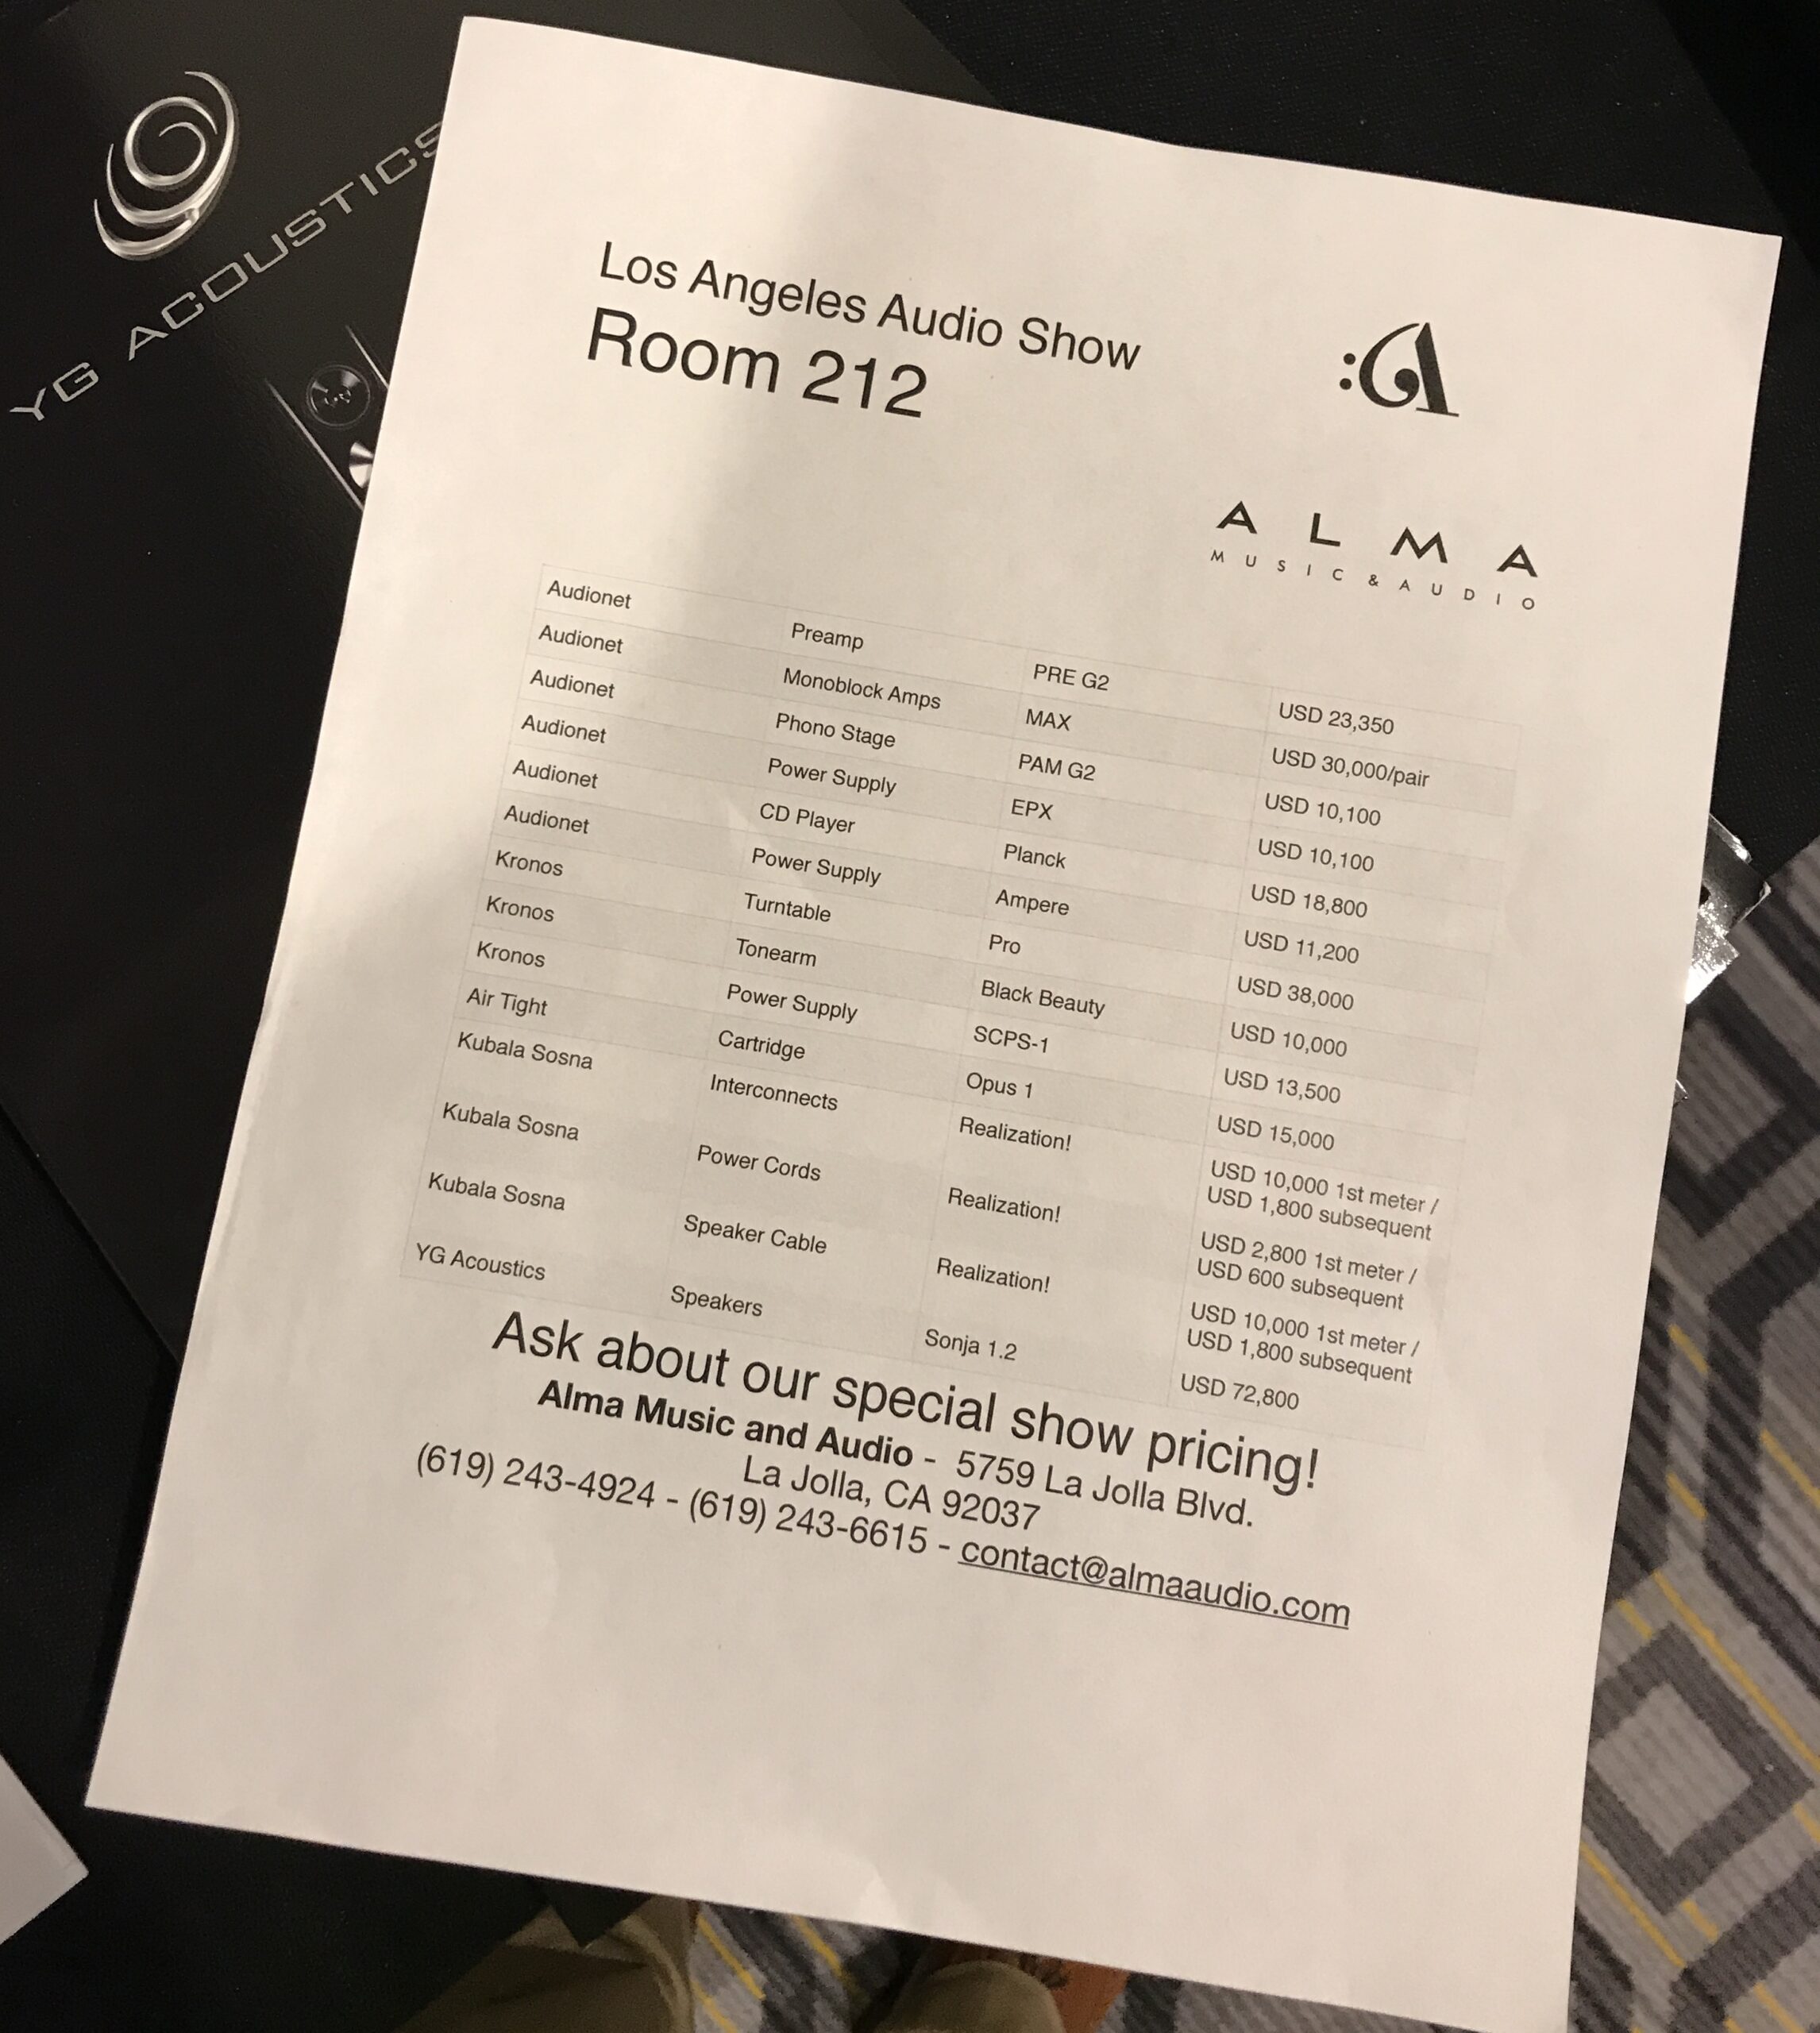 YG ACOUSTICS
Los Angeles Audio Show
Room 212
:A
ALMA
MUSIC & AUDIO
Audionet Preamp PRE G2 USD 23,350
Audionet Monoblock Amps MAX USD 30,000/pair
Audionet Phono Stage PAM G2 USD 10,100
Audionet Power Supply EPX USD 10,100
Audionet CD Player Planck USD 18,800
Audionet Power Supply Ampere USD 11,200
Kronos Turntable Pro USD 38,000
Kronos Tonearm Black Beauty USD 10,000
Kronos Power Supply SCPS-1 USD 13,500
Air Tight Cartridge Opus 1 USD 15,000
Kubala Sosna Interconnects Realization! USD 10,000 1st meter /
USD 1,800 subsequent
Kubala Sosna Power Cords Realization! USD 2,800 1st meter /
USD 600 subsequent
Kubala Sosna Speaker Cable Realization! USD 10,000 1st meter /
USD 1,800 subsequent
YG Acoustics Speakers Sonja 1.2 USD 72,800
Ask about our special show pricing!
Alma Music and Audio - 5759 La Jolla Blvd.
La Jolla, CA 92037
(619) 243-4924 - (619) 243-6615 - contact@almaaudio.com